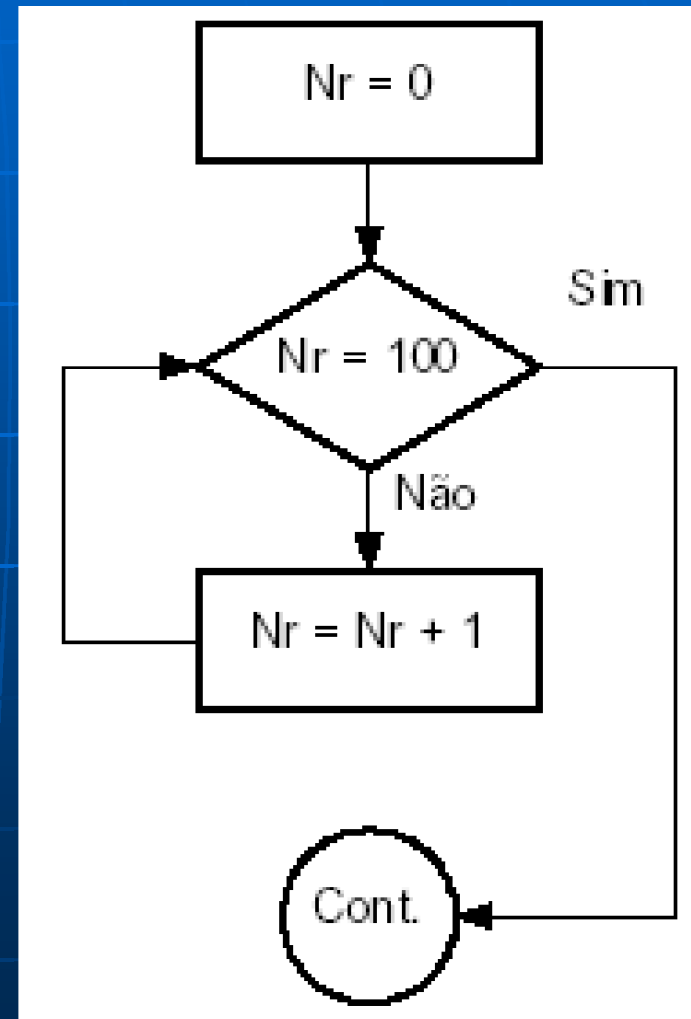 Nr = 0
Sim
Nr = 100
Não
Nr = Nr + 1
Cont.